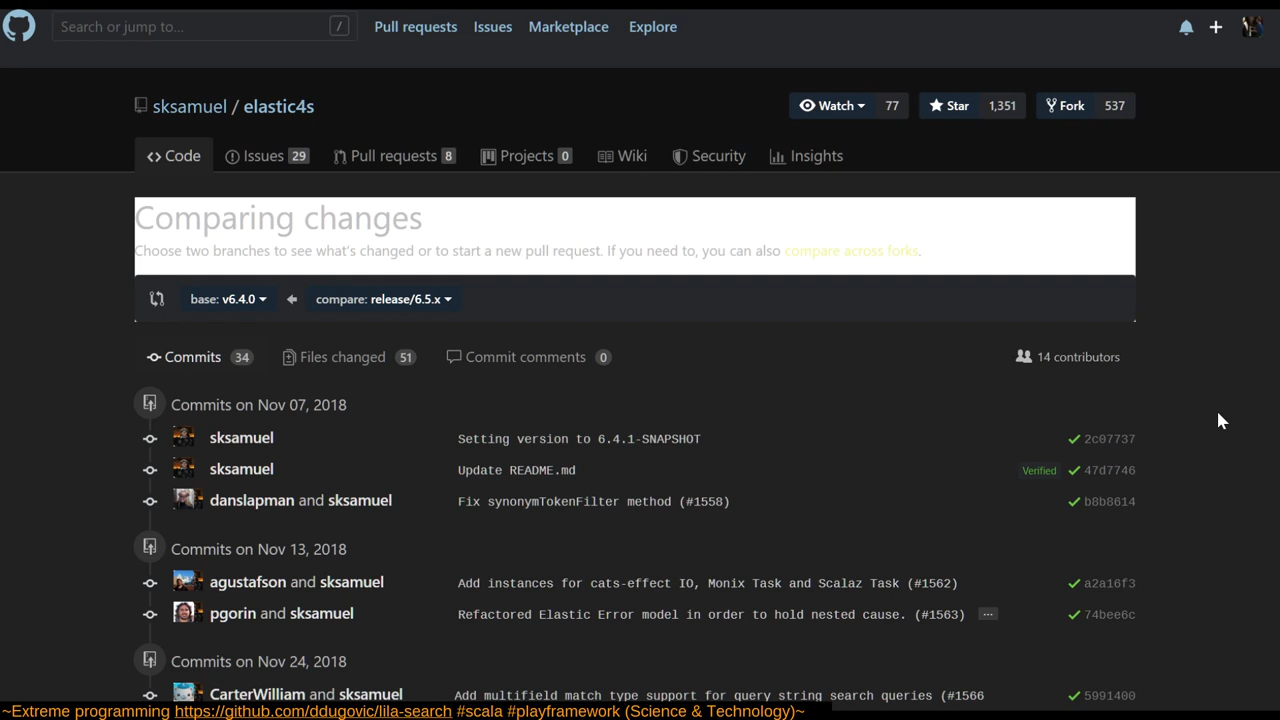 Search or jump to... /
Pull requests Issues Marketplace Explore
sksamuel / elastic4s
Watch 77 Star 1,351 Fork 537
Code Issues 29 Pull requests 8 Projects 0 Wiki Security Insights
Comparing changes
Choose two branches to see what's changed or to start a new pull request. If you need to, you can also compare across forks.
base: v6.4.0 compare: release/6.5.x
Commits 34 Files changed 51 Commit comments 0 14 contributors
Commits on Nov 07, 2018
sksamuel Setting version to 6.4.1-SNAPSHOT 2c07737
sksamuel Update README.md Verified 47d7746
danslapman and sksamuel Fix synonymTokenFilter method (#1558) b8b8614
Commits on Nov 13, 2018
agustafson and sksamuel Add instances for cats-effect IO, Monix Task and Scalaz Task (#1562) a2a16f3
pgorin and sksamuel Refactored Elastic Error model in order to hold nested cause. (#1563) ... 74bee6c
Commits on Nov 24, 2018
CarterWilliam and sksamuel Add multifield match type support for query string search queries (#1566 5991400
~Extreme programming https://github.com/ddugovic/lila-search #scala #playframework (Science & Technology)~